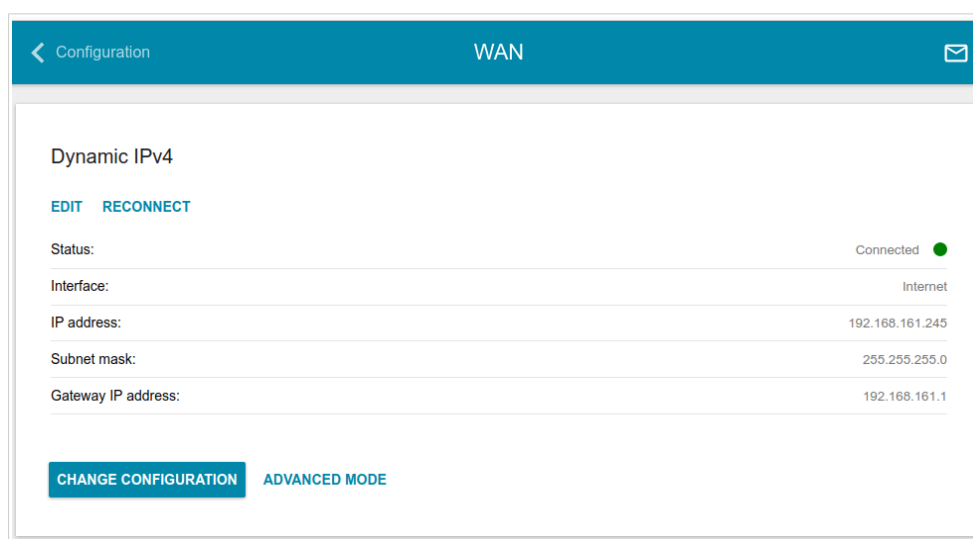 Configuration
WAN
Dynamic IPv4
EDIT RECONNECT
Status: Connected
Interface: Internet
IP address: 192.168.161.245
Subnet mask: 255.255.255.0
Gateway IP address: 192.168.161.1
CHANGE CONFIGURATION ADVANCED MODE